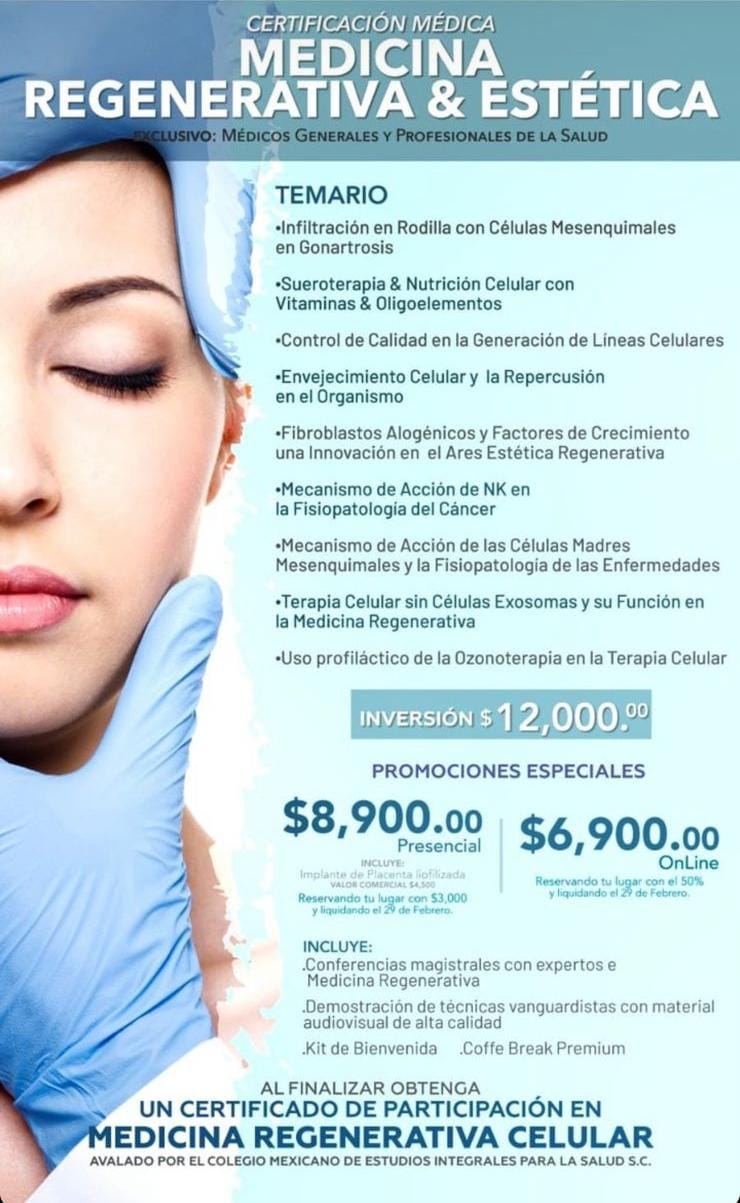 CERTIFICACIÓN MÉDICA
MEDICINA
REGENERATIVA & ESTÉTICA
EXCLUSIVO: MÉDICOS GENERALES Y PROFESIONALES DE LA SALUD
TEMARIO
•Infiltración en Rodilla con Células Mesenquimales
en Gonartrosis
•Sueroterapia & Nutrición Celular con
Vitaminas & Oligoelementos
•Control de Calidad en la Generación de Líneas Celulares
•Envejecimiento Celular y la Repercusión
en el Organismo
•Fibroblastos Alogénicos y Factores de Crecimiento
una Innovación en el Ares Estética Regenerativa
•Mecanismo de Acción de NK en
la Fisiopatología del Cáncer
•Mecanismo de Acción de las Células Madres
Mesenquimales y la Fisiopatología de las Enfermedades
•Terapia Celular sin Células Exosomas y su Función en
la Medicina Regenerativa
•Uso profiláctico de la Ozonoterapia en la Terapia Celular
INVERSIÓN $ 12,000.00
PROMOCIONES ESPECIALES
$8,900.00
Presencial
INCLUYE:
Implante de Placenta liofilizada
VALOR COMERCIAL $4,500
Reservando tu lugar con $3,000
y liquidando el 29 de Febrero.
$6,900.00
OnLine
Reservando tu lugar con el 50%
y liquidando el 29 de Febrero.
INCLUYE:
.Conferencias magistrales con expertos e
Medicina Regenerativa
.Demostración de técnicas vanguardistas con material
audiovisual de alta calidad
.Kit de Bienvenida .Coffe Break Premium
AL FINALIZAR OBTENGA
UN CERTIFICADO DE PARTICIPACIÓN EN
MEDICINA REGENERATIVA CELULAR
AVALADO POR EL COLEGIO MEXICANO DE ESTUDIOS INTEGRALES PARA LA SALUD S.C.